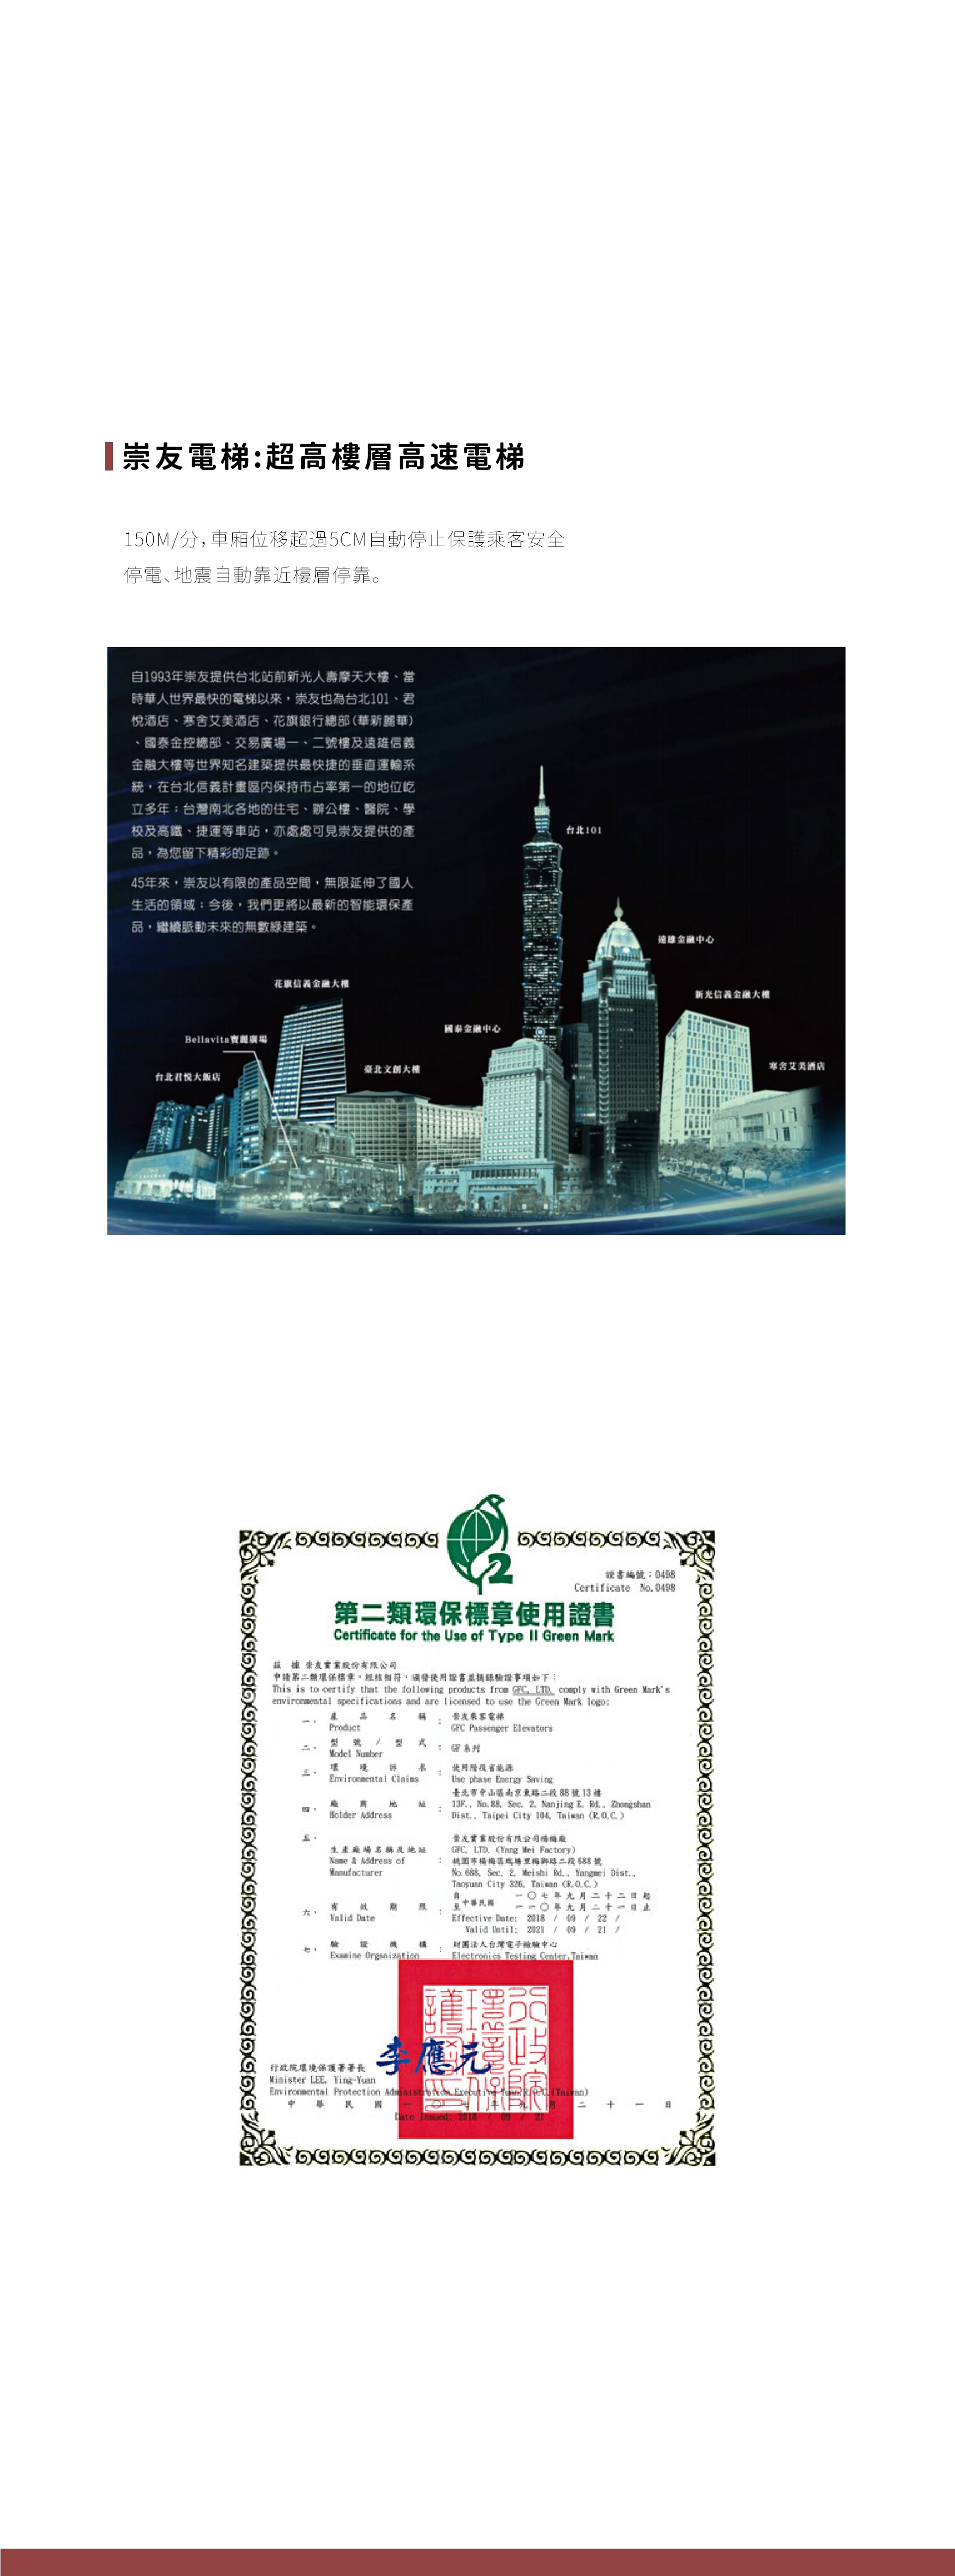 崇友電梯:超高樓層高速電梯
150M/分,車廂位移超過5CM自動停止保護乘客安全
停電、地震自動靠近樓層停靠。
自1993年崇友提供台北站前新光人壽摩天大樓、當
時華人世界最快的電梯以來,崇友也為台北101、君
悅酒店、寒舍艾美酒店、花旗銀行總部(華新麗華)
、國泰金控總部、交易廣場一、二號樓及遠雄信義
金融大樓等世界知名建築提供最快捷的垂直運輸系
統,在台北信義計畫區內保持市占率第一的地位屹
立多年;台灣南北各地的住宅、辦公樓、醫院、學
校及高鐵、捷運等車站,亦處處可見崇友提供的產
品,為您留下精彩的足跡。
45年來,崇友以有限的產品空間,無限延伸了國人
生活的領域;今後,我們更將以最新的智能環保產
品,繼續脈動未來的無數綠建築。
台北101
遠雄金融中心
花旗信義金融大樓
新光信義金融大樓
國泰金融中心
Bellavita寶麗廣場
寒舍艾美酒店
臺北文創大樓
台北君悅大飯店
證書編號:0498
Certificate No.0498
第二類環保標章使用證書
Certificate for the Use of Type II Green Mark
茲 據 崇友實業股份有限公司
申請第二類環保標章,經核相符,頒發使用證書並摘錄驗證事項如下:
This is to certify that the following products from GFC, LTD. comply with Green Mark's
environmental specifications and are licensed to use the Green Mark logo:
一、 產品名稱 : 崇友乘客電梯
Product GFC Passenger Elevators
二、 型號/型式 : GF系列
Model Number
三、 環境訴求 : 使用階段省能源
Environmental Claims Use phase Energy Saving
臺北市中山區南京東路二段88號13樓
四、 廠商地址 : 13F., No.88, Sec. 2, Nanjing E. Rd., Zhongshan
Holder Address Dist., Taipei City 104, Taiwan (R.O.C.)
五、 崇友實業股份有限公司楊梅廠
生產廠場名稱及地址 GFC, LTD. (Yang Mei Factory)
Name & Address of : 桃園市楊梅區瑞塘里梅獅路二段688號
Manufacturer No.688, Sec. 2, Meishi Rd., Yangmei Dist.,
Taoyuan City 326, Taiwan (R.O.C.)
自中華民國 一〇七年九月二十二日起
六、 有效期限 : 至 一一〇年九月二十一日止
Valid Date Effective Date: 2018 / 09 / 22 /
Valid Until: 2021 / 09 / 21 /
七、 驗證機構 : 財團法人台灣電子檢驗中心
Examine Organization Electronics Testing Center,Taiwan
李應元
行政院環境保護署署長
Minister LEE, Ying-Yuan
Environmental Protection Administration,Executive Yuan,R.O.C.(Taiwan)
中華民國一〇七年九月二十一日
Date Issued: 2018 / 09 / 21